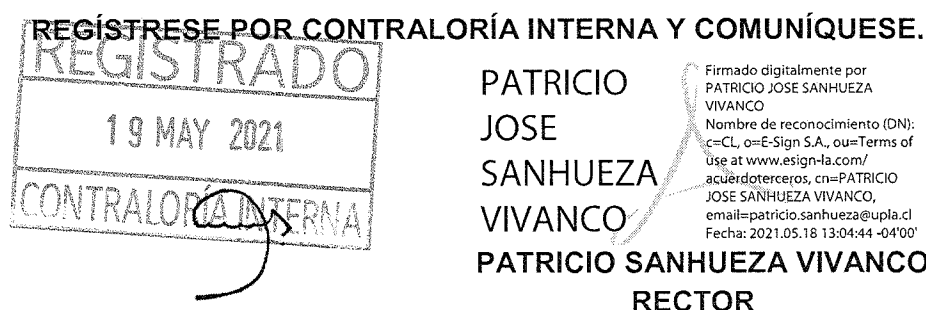 REGÍSTRESE POR CONTRALORÍA INTERNA Y COMUNÍQUESE.
REGISTRADO
19 MAY 2021
CONTRALORÍA INTERNA
PATRICIO
JOSE
SANHUEZA
VIVANCO
Firmado digitalmente por
PATRICIO JOSE SANHUEZA
VIVANCO
Nombre de reconocimiento (DN):
c=CL, o=E-Sign S.A., ou=Terms of
use at www.esign-la.com/
acuerdoterceros, cn=PATRICIO
JOSE SANHUEZA VIVANCO,
email=patricio.sanhueza@upla.cl
Fecha: 2021.05.18 13:04:44 -04'00'
PATRICIO SANHUEZA VIVANCO
RECTOR